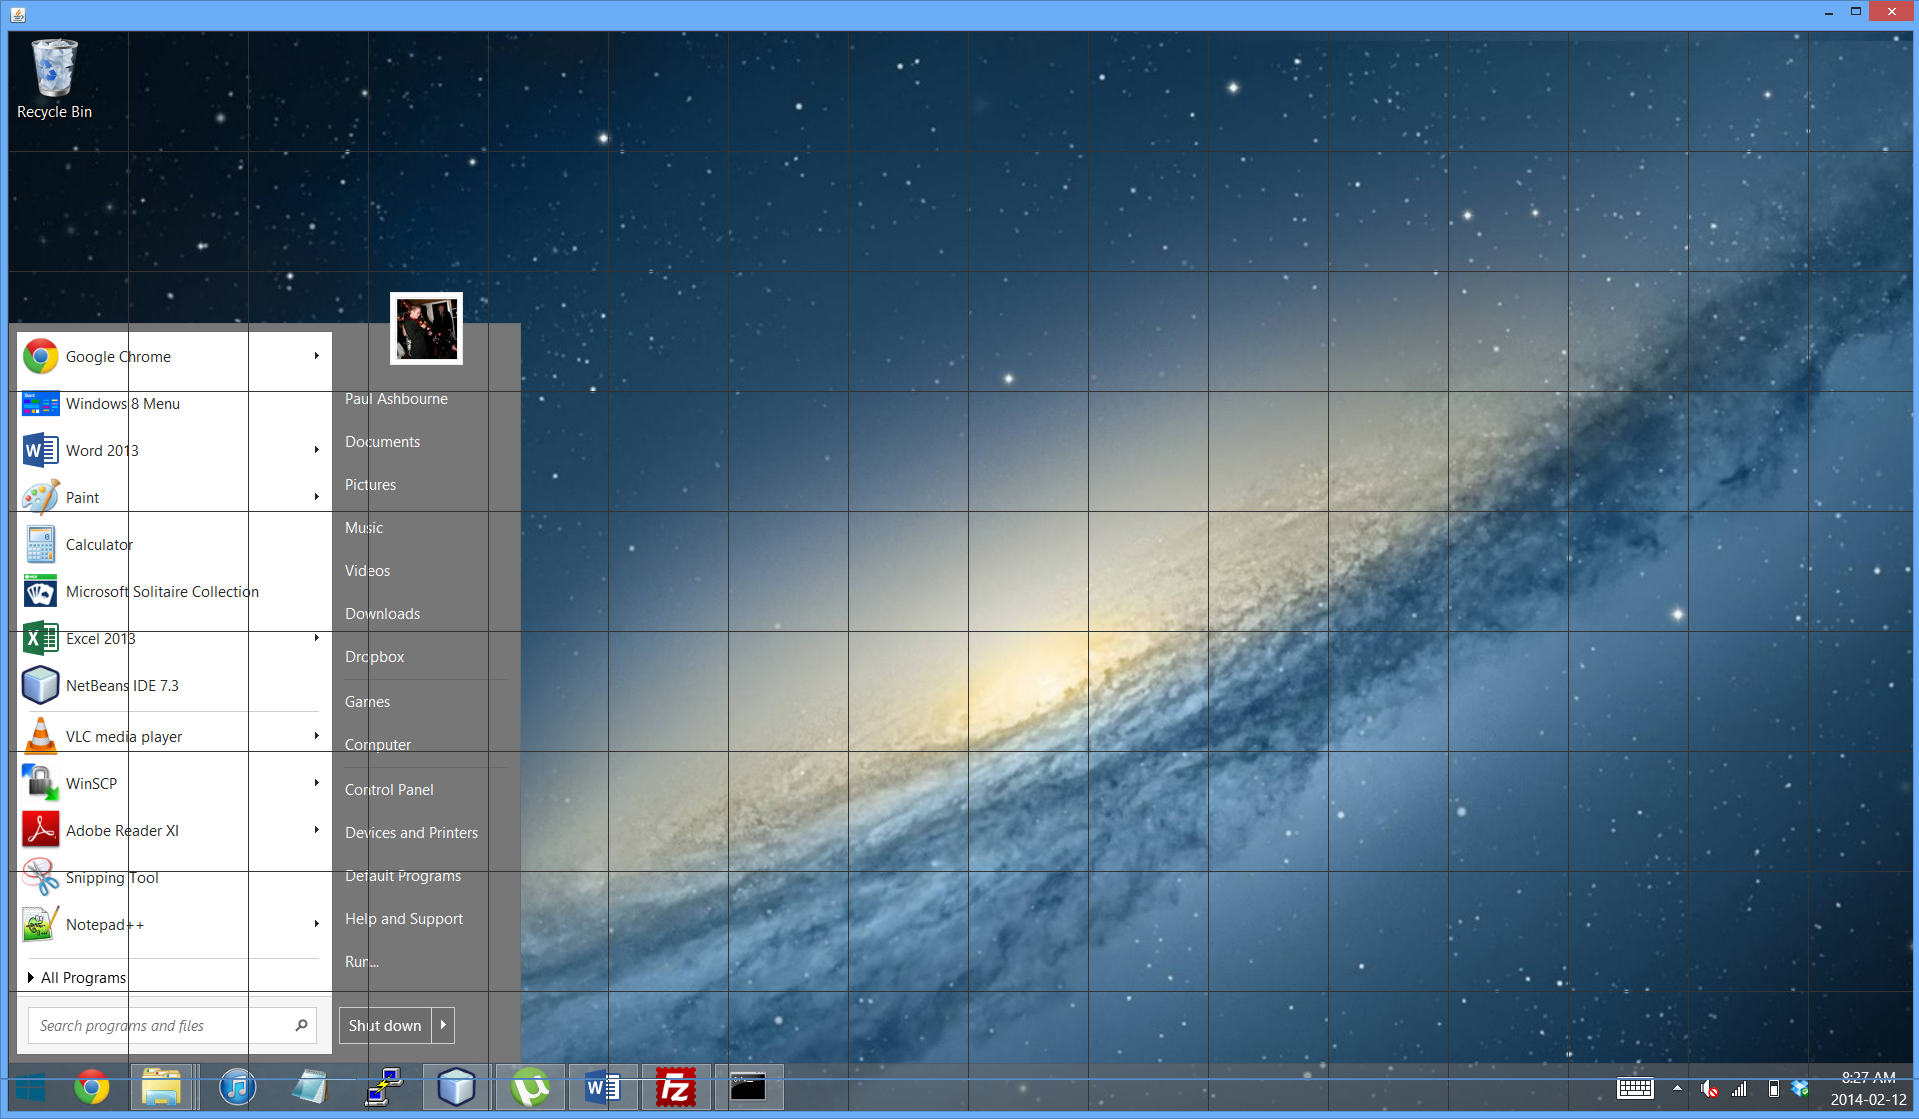 Recycle Bin
Google Chrome
Windows 8 Menu
Word 2013
Paint
Calculator
Microsoft Solitaire Collection
Excel 2013
NetBeans IDE 7.3
VLC media player
WinSCP
Adobe Reader XI
Snipping Tool
Notepad++
All Programs
Search programs and files
Paul Ashbourne
Documents
Pictures
Music
Videos
Downloads
Dropbox
Games
Computer
Control Panel
Devices and Printers
Default Programs
Help and Support
Run...
Shut down
8:27 AM
2014-02-12